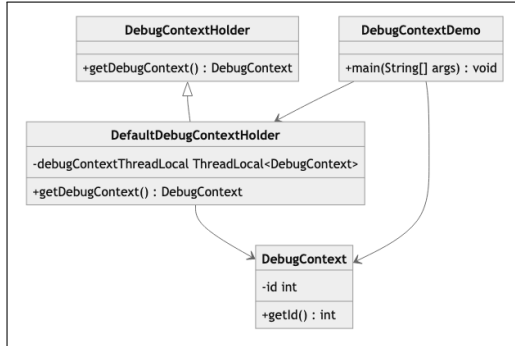 DebugContextHolder
+getDebugContext() : DebugContext
DebugContextDemo
+main(String[] args) : void
DefaultDebugContextHolder
-debugContextThreadLocal ThreadLocal<DebugContext>
+getDebugContext() : DebugContext
DebugContext
-id int
+getId() : int